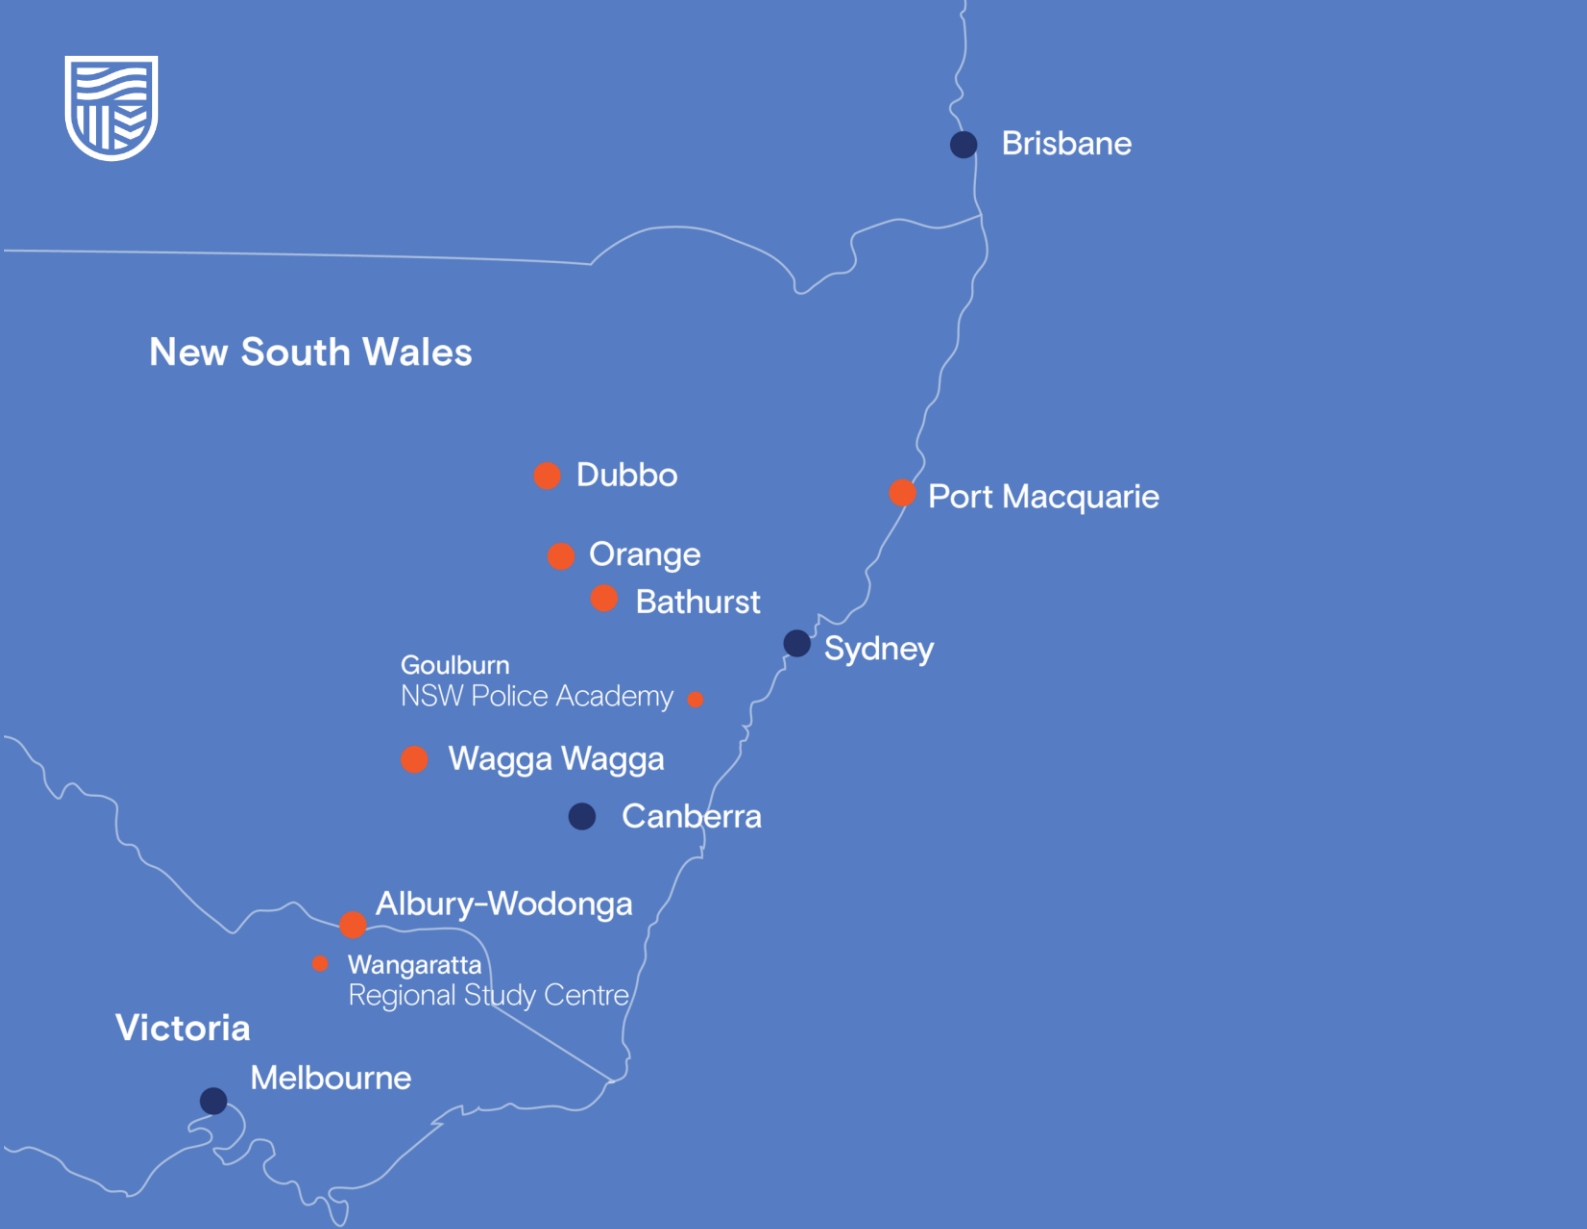 Brisbane
New South Wales
Dubbo
Port Macquarie
Orange
Bathurst
Sydney
Goulburn
NSW Police Academy
Wagga Wagga
Canberra
Albury-Wodonga
Wangaratta
Regional Study Centre
Victoria
Melbourne